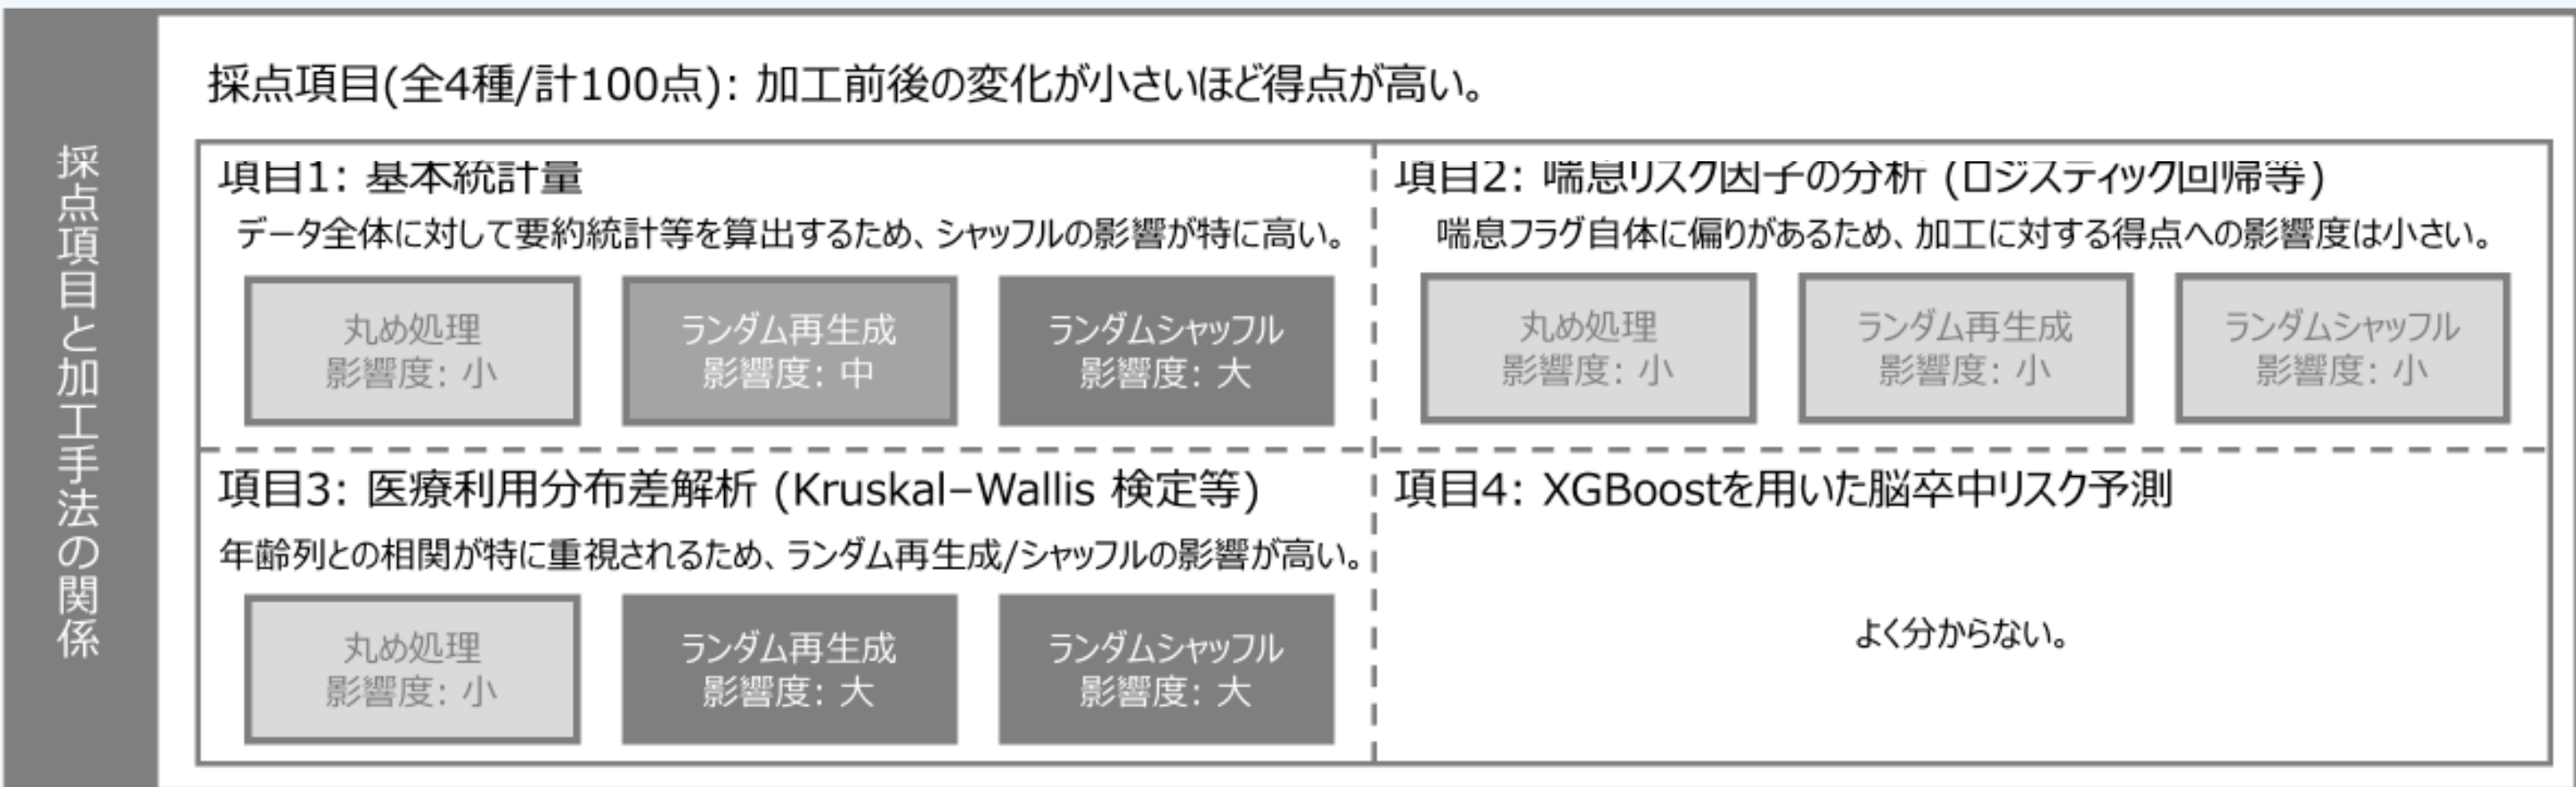 採点項目と加工手法の関係
採点項目(全4種/計100点): 加工前後の変化が小さいほど得点が高い。
項目1: 基本統計量
データ全体に対して要約統計等を算出するため、シャッフルの影響が特に高い。
丸め処理
影響度: 小
ランダム再生成
影響度: 中
ランダムシャッフル
影響度: 大
項目2: 喘息リスク因子の分析 (ロジスティック回帰等)
喘息フラグ自体に偏りがあるため、加工に対する得点への影響度は小さい。
丸め処理
影響度: 小
ランダム再生成
影響度: 小
ランダムシャッフル
影響度: 小
項目3: 医療利用分布差解析 (Kruskal–Wallis 検定等)
年齢列との相関が特に重視されるため、ランダム再生成/シャッフルの影響が高い。
丸め処理
影響度: 小
ランダム再生成
影響度: 大
ランダムシャッフル
影響度: 大
項目4: XGBoostを用いた脳卒中リスク予測
よく分からない。